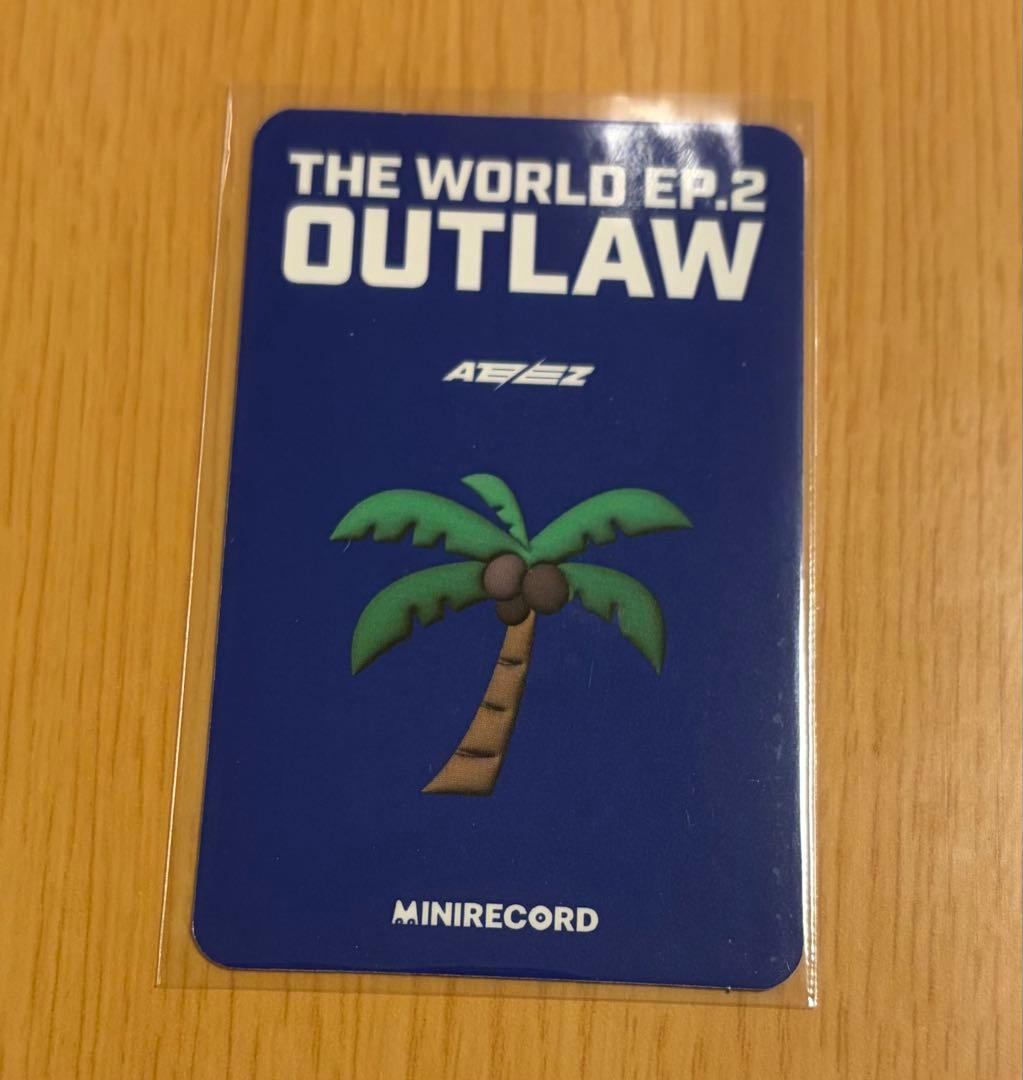 THE WORLD EP.2
OUTLAW
ATEEZ
MINIRECORD